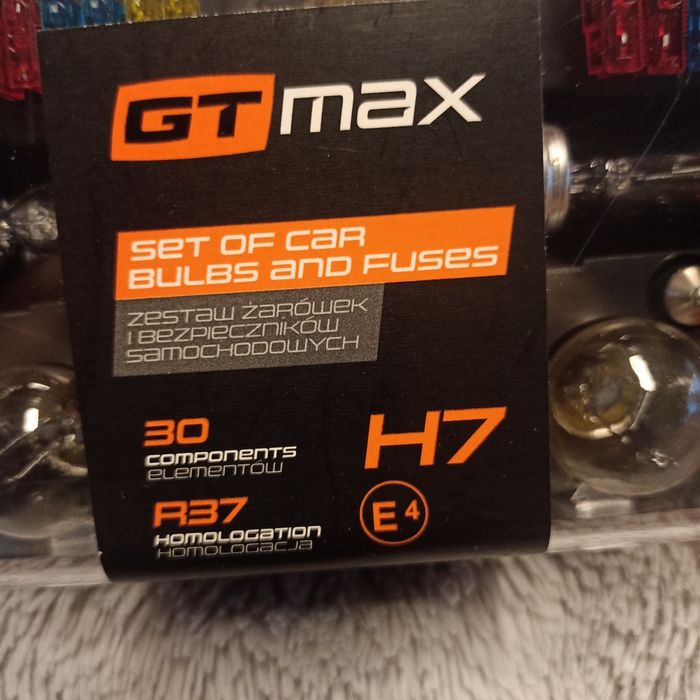 GT max
SET OF CAR
BULBS AND FUSES
ZESTAW ŻARÓWEK
I BEZPIECZNIKÓW
SAMOCHODOWYCH
30
COMPONENTS
ELEMENTÓW
H7
R37
HOMOLOGATION
HOMOLOGACJA
E4